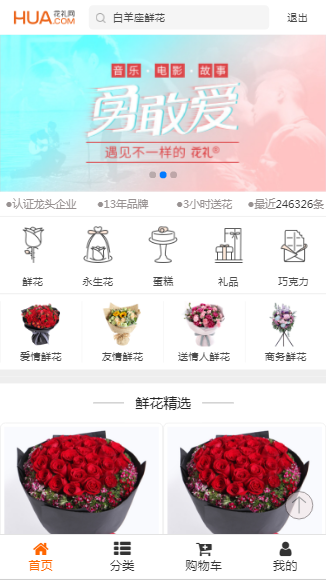 HUA 花礼网 .COM 白羊座鲜花 退出
音乐·电影·故事
勇敢爱
遇见不一样的 花礼
认证龙头企业 13年品牌 3小时送花 最近246326条
鲜花 永生花 蛋糕 礼品 巧克力
爱情鲜花 友情鲜花 送情人鲜花 商务鲜花
鲜花精选
首页 分类 购物车 我的